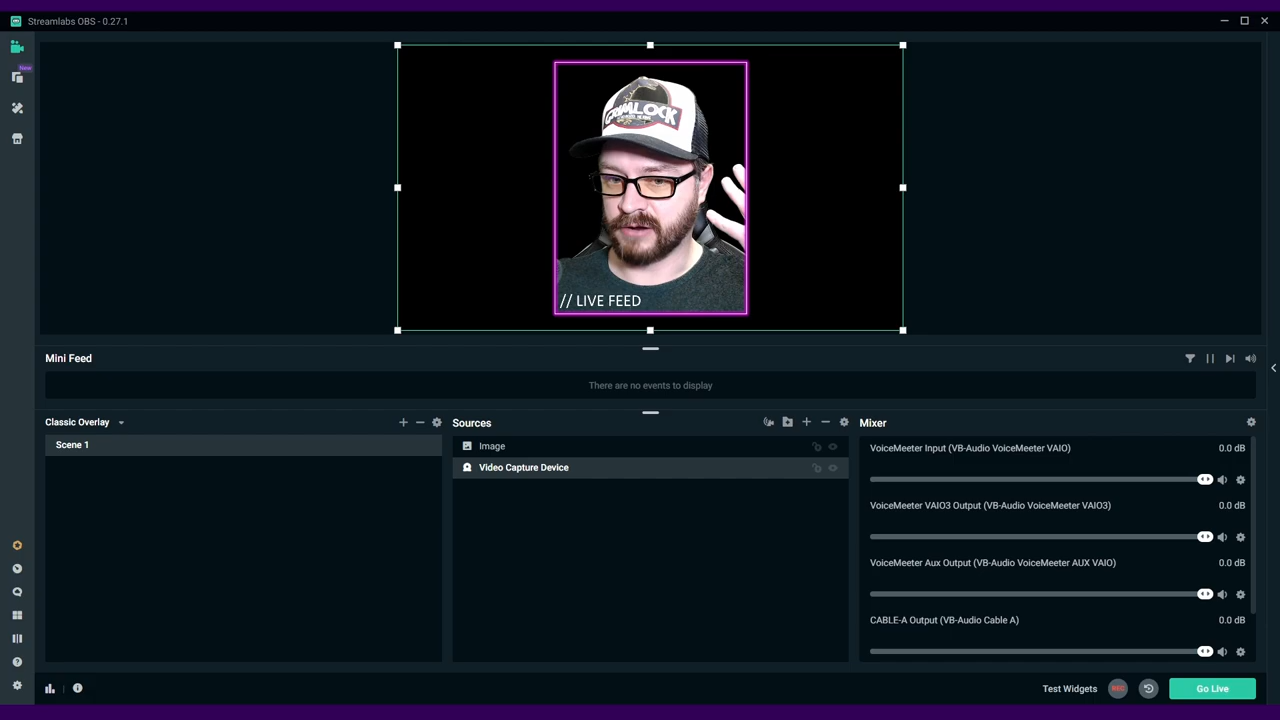 Streamlabs OBS - 0.27.1
New
GRIMLOCK
// LIVE FEED
Mini Feed
There are no events to display
Classic Overlay
Scene 1
Sources
Image
Video Capture Device
Mixer
VoiceMeeter Input (VB-Audio VoiceMeeter VAIO) 0.0 dB
VoiceMeeter VAIO3 Output (VB-Audio VoiceMeeter VAIO3) 0.0 dB
VoiceMeeter Aux Output (VB-Audio VoiceMeeter AUX VAIO) 0.0 dB
CABLE-A Output (VB-Audio Cable A) 0.0 dB
Test Widgets
REC
Go Live